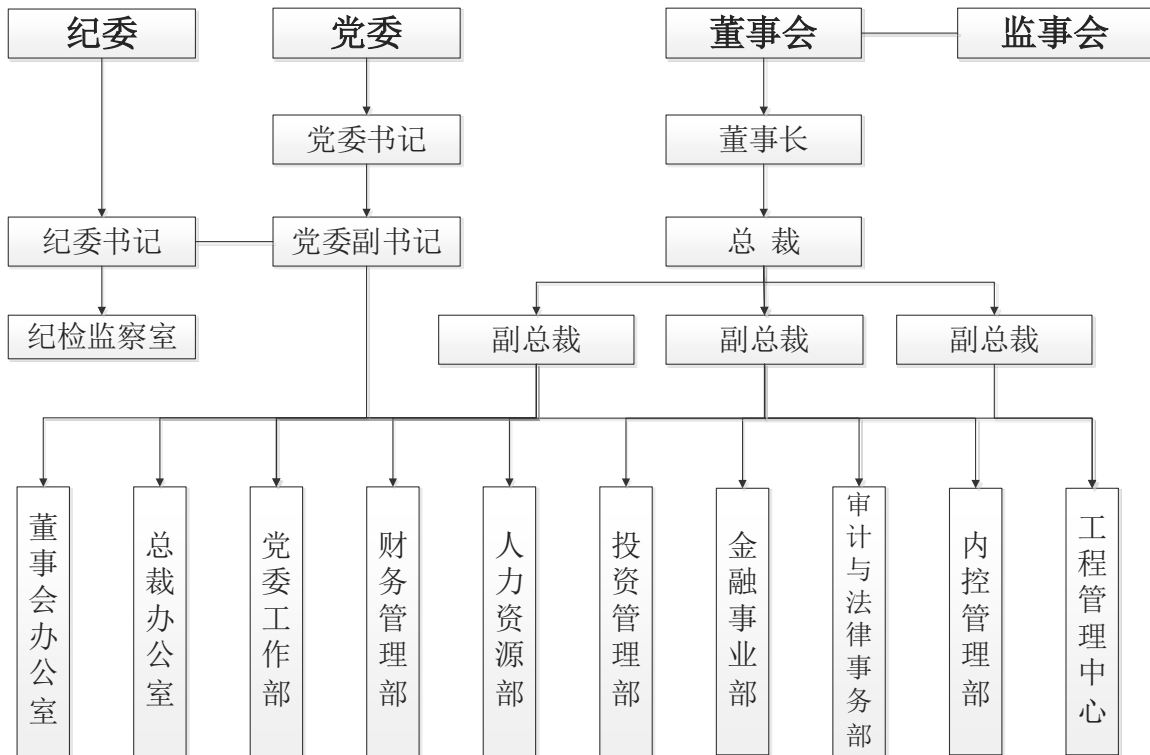 纪委
党委
董事会
监事会
党委书记
董事长
纪委书记
党委副书记
总 裁
纪检监察室
副总裁
副总裁
副总裁
董事会办公室
总裁办公室
党委工作部
财务管理部
人力资源部
投资管理部
金融事业部
审计与法律事务部
内控管理部
工程管理中心